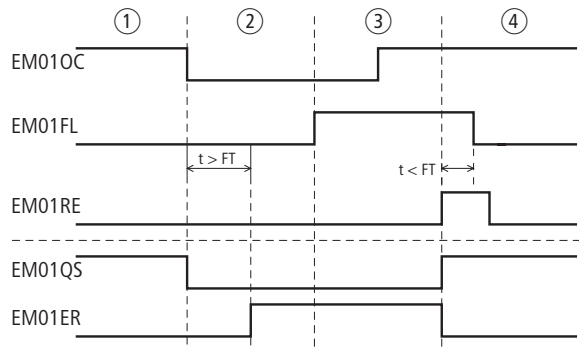 ① ② ③ ④
EM01OC
EM01FL
t > FT
t < FT
EM01RE
EM01QS
EM01ER